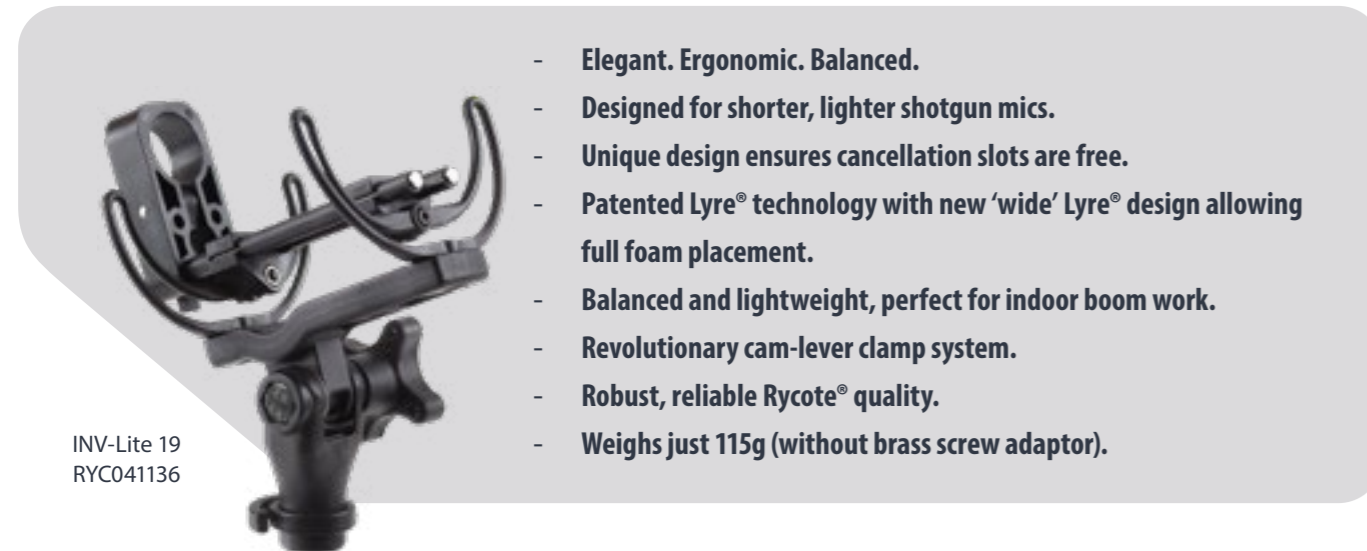 - Elegant. Ergonomic. Balanced.
- Designed for shorter, lighter shotgun mics.
- Unique design ensures cancellation slots are free.
- Patented Lyre® technology with new ‘wide’ Lyre® design allowing
full foam placement.
- Balanced and lightweight, perfect for indoor boom work.
- Revolutionary cam-lever clamp system.
- Robust, reliable Rycote® quality.
- Weighs just 115g (without brass screw adaptor).
INV-Lite 19
RYC041136